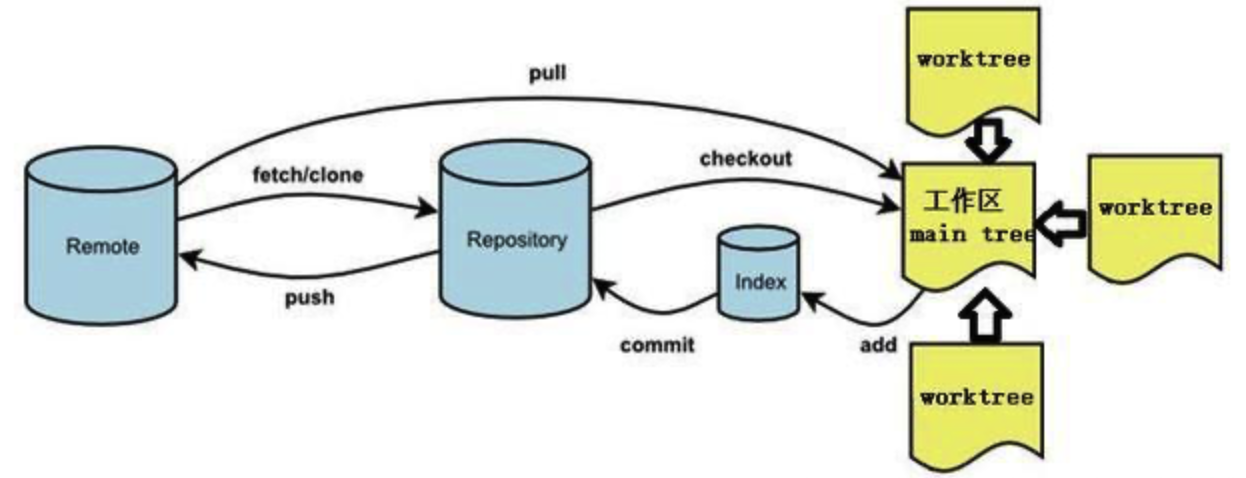 worktree
pull
checkout
fetch/clone
工作区
main tree
worktree
Remote
Repository
Index
push
commit
add
worktree